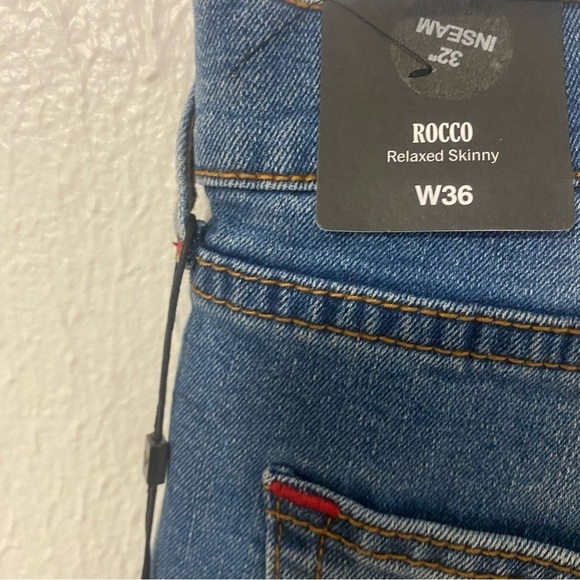 32"
INSEAM
ROCCO
Relaxed Skinny
W36